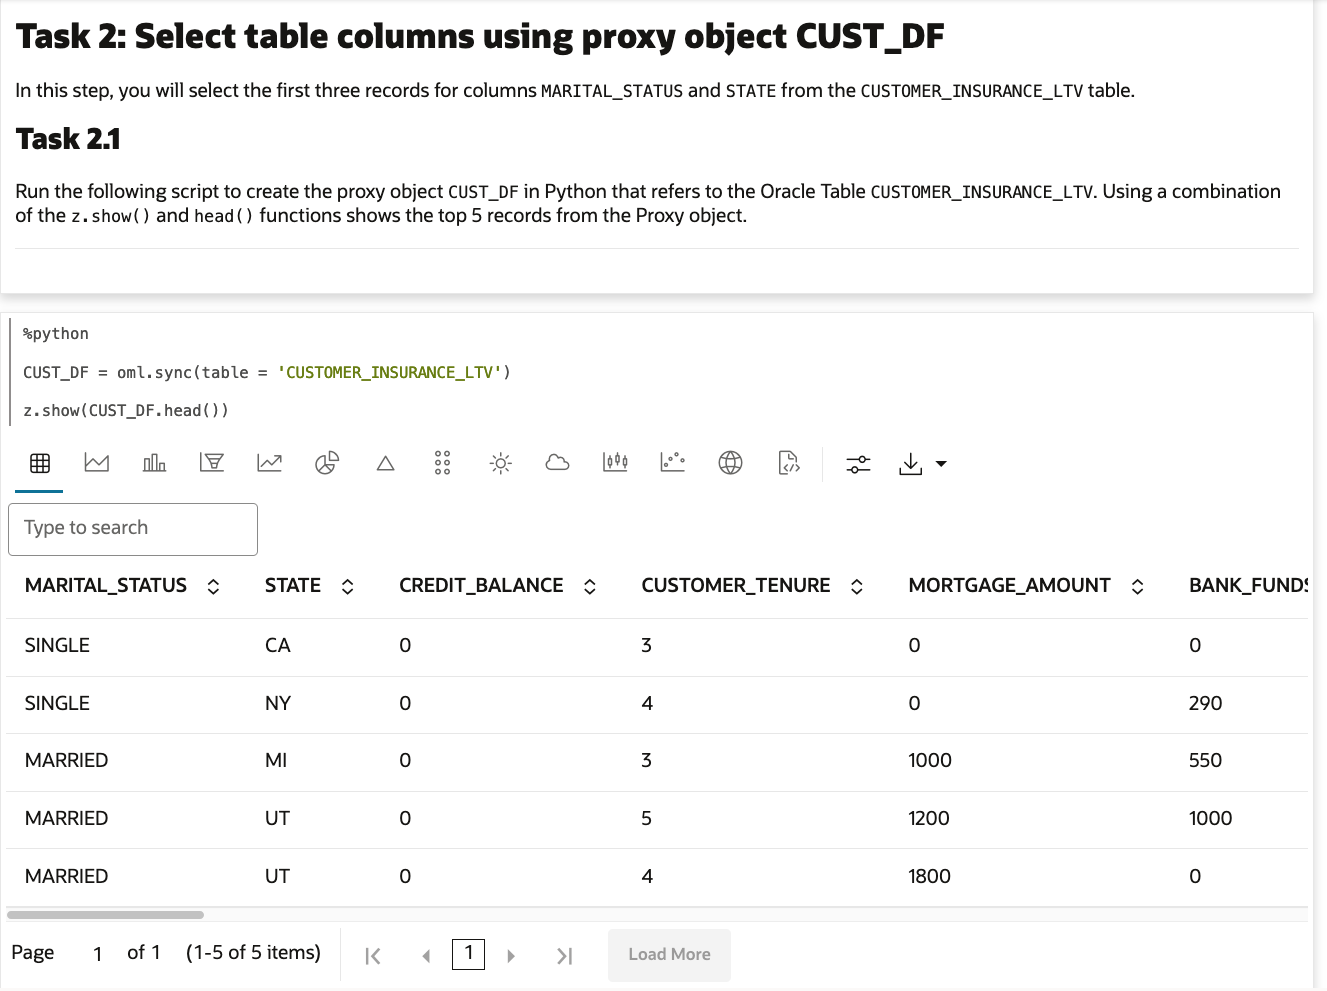 Task 2: Select table columns using proxy object CUST_DF
In this step, you will select the first three records for columns MARITAL_STATUS and STATE from the CUSTOMER_INSURANCE_LTV table.
Task 2.1
Run the following script to create the proxy object CUST_DF in Python that refers to the Oracle Table CUSTOMER_INSURANCE_LTV. Using a combination
of the z.show() and head() functions shows the top 5 records from the Proxy object.
%python
CUST_DF = oml.sync(table = 'CUSTOMER_INSURANCE_LTV')
z.show(CUST_DF.head())
Type to search
MARITAL_STATUS STATE CREDIT_BALANCE CUSTOMER_TENURE MORTGAGE_AMOUNT BANK_FUNDS
SINGLE CA 0 3 0 0
SINGLE NY 0 4 0 290
MARRIED MI 0 3 1000 550
MARRIED UT 0 5 1200 1000
MARRIED UT 0 4 1800 0
Page 1 of 1 (1-5 of 5 items) 1 Load More